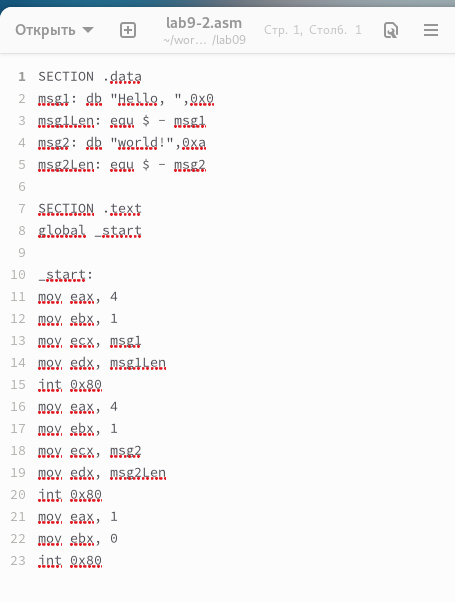 Открыть
lab9-2.asm
~/wor... /lab09
Стр. 1, Столб. 1
1 SECTION .data
2 msg1: db "Hello, ",0x0
3 msg1Len: equ $ - msg1
4 msg2: db "world!",0xa
5 msg2Len: equ $ - msg2
6
7 SECTION .text
8 global _start
9
10 _start:
11 mov eax, 4
12 mov ebx, 1
13 mov ecx, msg1
14 mov edx, msg1Len
15 int 0x80
16 mov eax, 4
17 mov ebx, 1
18 mov ecx, msg2
19 mov edx, msg2Len
20 int 0x80
21 mov eax, 1
22 mov ebx, 0
23 int 0x80